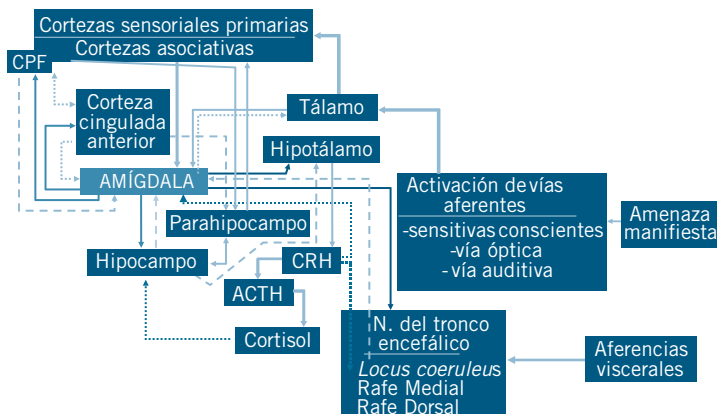 Cortezas sensoriales primarias
Cortezas asociativas
CPF
Corteza
cingulada
anterior
Tálamo
Hipotálamo
AMÍGDALA
Activación de vías
aferentes
-sensitivas conscientes
-vía óptica
- vía auditiva
Amenaza
manifiesta
Parahipocampo
Hipocampo
CRH
ACTH
Cortisol
N. del tronco
encefálico
Locus coeruleus
Rafe Medial
Rafe Dorsal
Aferencias
viscerales